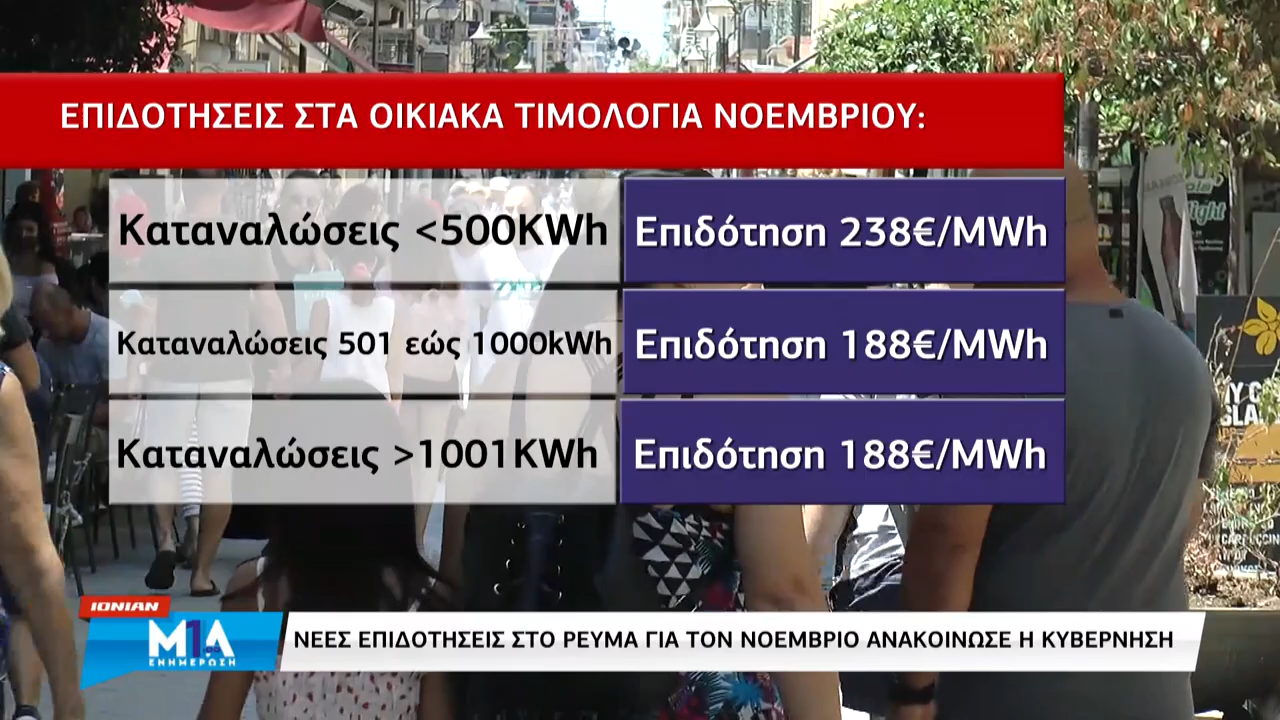 ΕΠΙΔΟΤΗΣΕΙΣ ΣΤΑ ΟΙΚΙΑΚΑ ΤΙΜΟΛΟΓΙΑ ΝΟΕΜΒΡΙΟΥ:
Καταναλώσεις <500KWh Επιδότηση 238€/MWh
Καταναλώσεις 501 εώς 1000kWh Επιδότηση 188€/MWh
Καταναλώσεις >1001KWh Επιδότηση 188€/MWh
IONIAN
ΜΊΑ
ΕΝΗΜΕΡΩΣΗ
ΝΕΕΣ ΕΠΙΔΟΤΗΣΕΙΣ ΣΤΟ ΡΕΥΜΑ ΓΙΑ ΤΟΝ ΝΟΕΜΒΡΙΟ ΑΝΑΚΟΙΝΩΣΕ Η ΚΥΒΕΡΝΗΣΗ